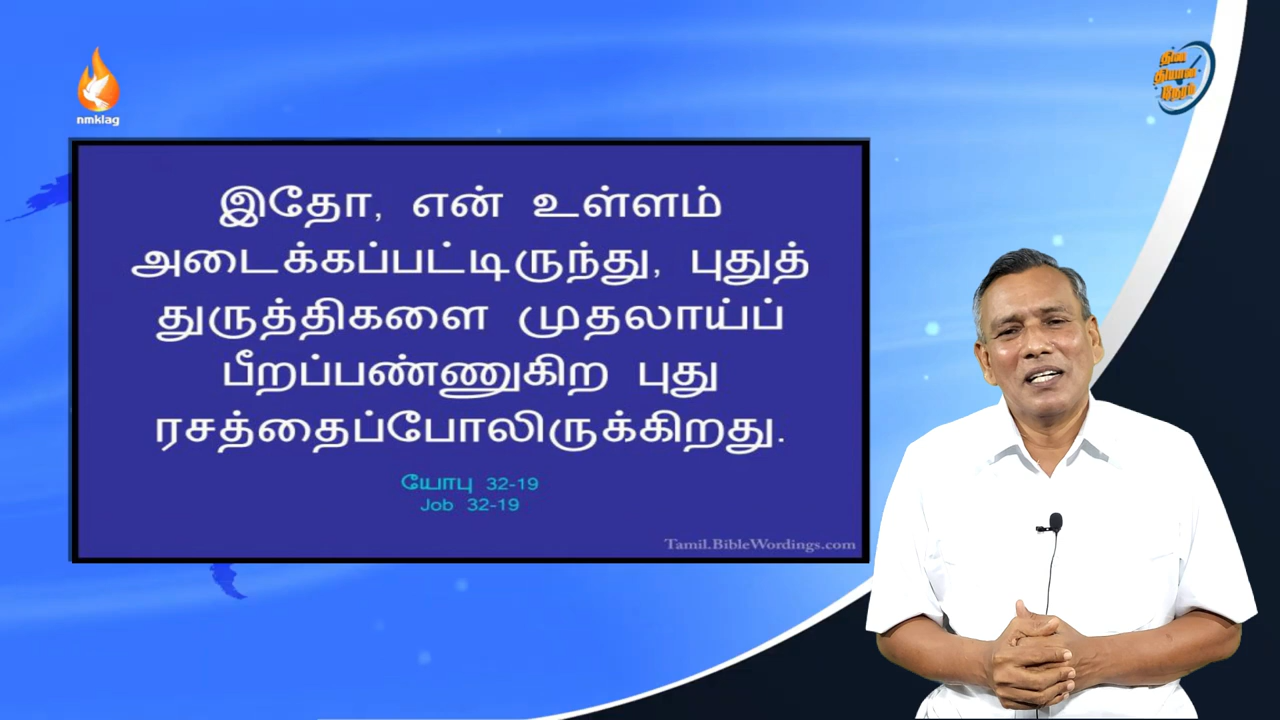 nmklag
தின
தியான
நேரம்
இதோ, என் உள்ளம்
அடைக்கப்பட்டிருந்து, புதுத்
துருத்திகளை முதலாய்ப்
பீறப்பண்ணுகிற புது
ரசத்தைப்போலிருக்கிறது.
யோபு 32-19
Job 32-19
Tamil.BibleWordings.com